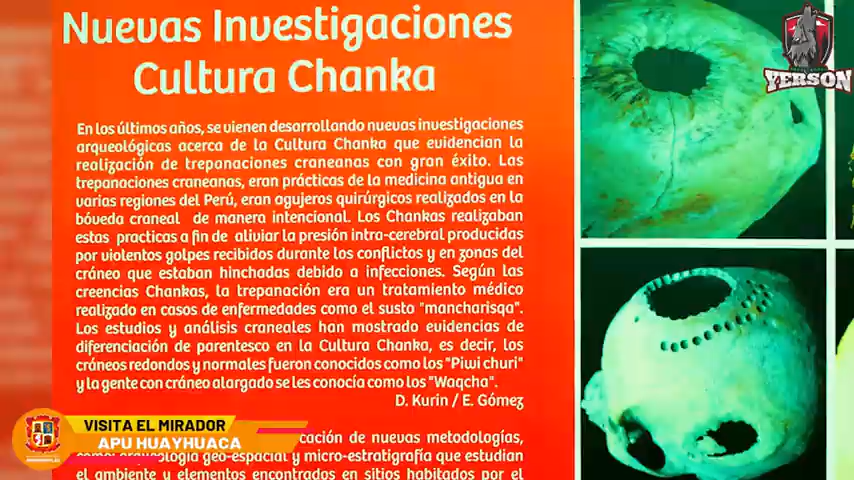 Nuevas Investigaciones
Cultura Chanka
YERSON
En los últimos años, se vienen desarrollando nuevas investigaciones
arqueológicas acerca de la Cultura Chanka que evidencian la
realización de trepanaciones craneanas con gran éxito. Las
trepanaciones craneanas, eran prácticas de la medicina antigua en
varias regiones del Perú, eran agujeros quirúrgicos realizados en la
bóveda craneal de manera intencional. Los Chankas realizaban
estas practicas a fin de aliviar la presión intra-cerebral producidas
por violentos golpes recibidos durante los conflictos y en zonas del
cráneo que estaban hinchadas debido a infecciones. Según las
creencias Chankas, la trepanación era un tratamiento médico
realizado en casos de enfermedades como el susto "mancharisqa".
Los estudios y análisis craneales han mostrado evidencias de
diferenciación de parentesco en la Cultura Chanka, es decir, los
cráneos redondos y normales fueron conocidos como los "Piwi churi"
y la gente con cráneo alargado se les conocía como los "Waqcha".
D. Kurin / E. Gómez
VISITA EL MIRADOR
APU HUAYHUACA
cación de nuevas metodologías,
geo-espacial y micro-estratigrafía que estudian
el ambiente y elementos encontrados en sitios habitados por el